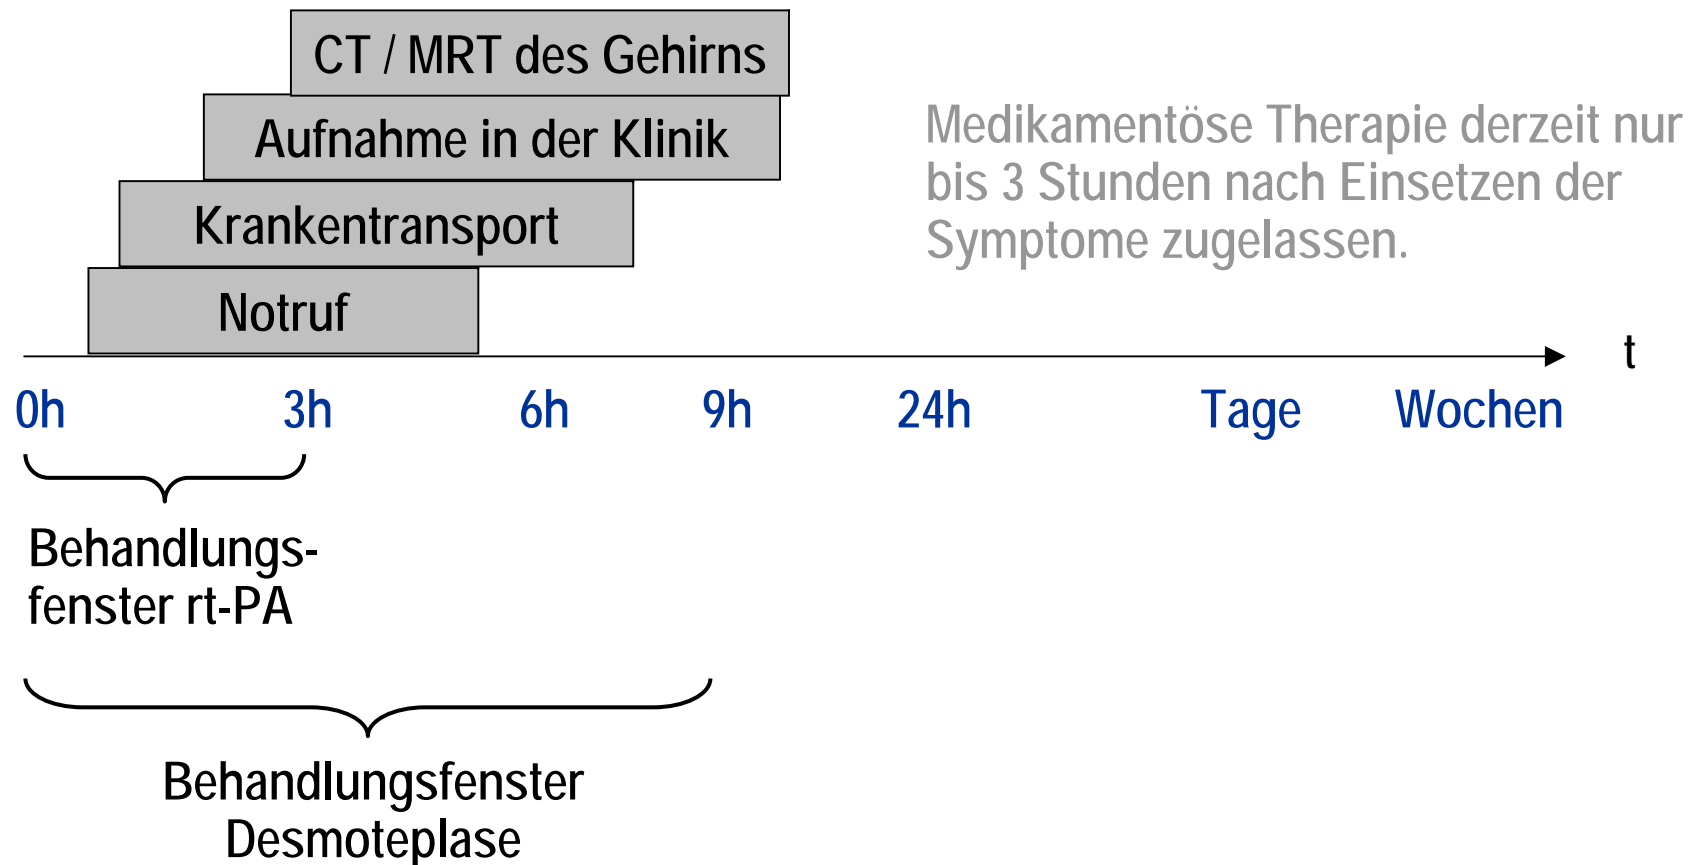 CT / MRT des Gehirns
Aufnahme in der Klinik
Krankentransport
Notruf
Medikamentöse Therapie derzeit nur
bis 3 Stunden nach Einsetzen der
Symptome zugelassen.
t
0h 3h 6h 9h 24h Tage Wochen
Behandlungs-
fenster rt-PA
Behandlungsfenster
Desmoteplase